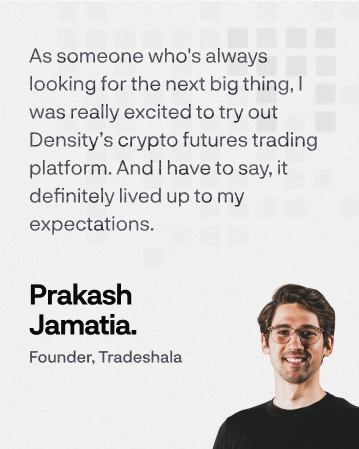 As someone who's always
looking for the next big thing, I
was really excited to try out
Density’s crypto futures trading
platform. And I have to say, it
definitely lived up to my
expectations.
Prakash
Jamatia.
Founder, Tradeshala